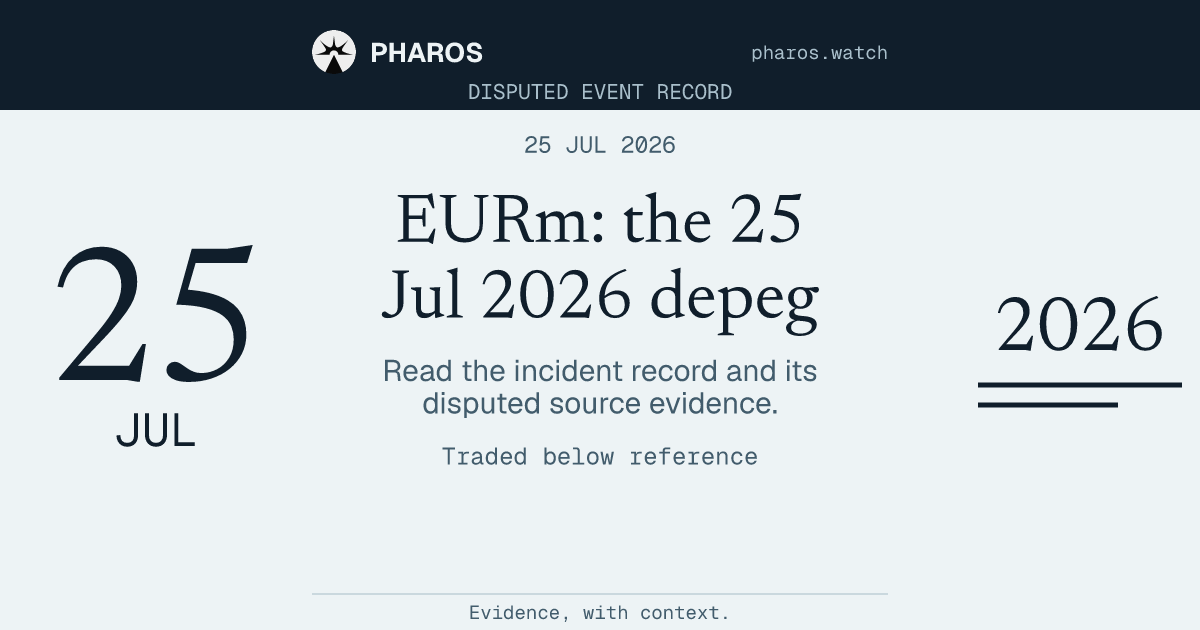 PHAROS
pharos.watch
DISPUTED EVENT RECORD
25 JUL 2026
EURm: the 25
Jul 2026 depeg
Read the incident record and its
disputed source evidence.
Traded below reference
25
JUL
2026
Evidence, with context.